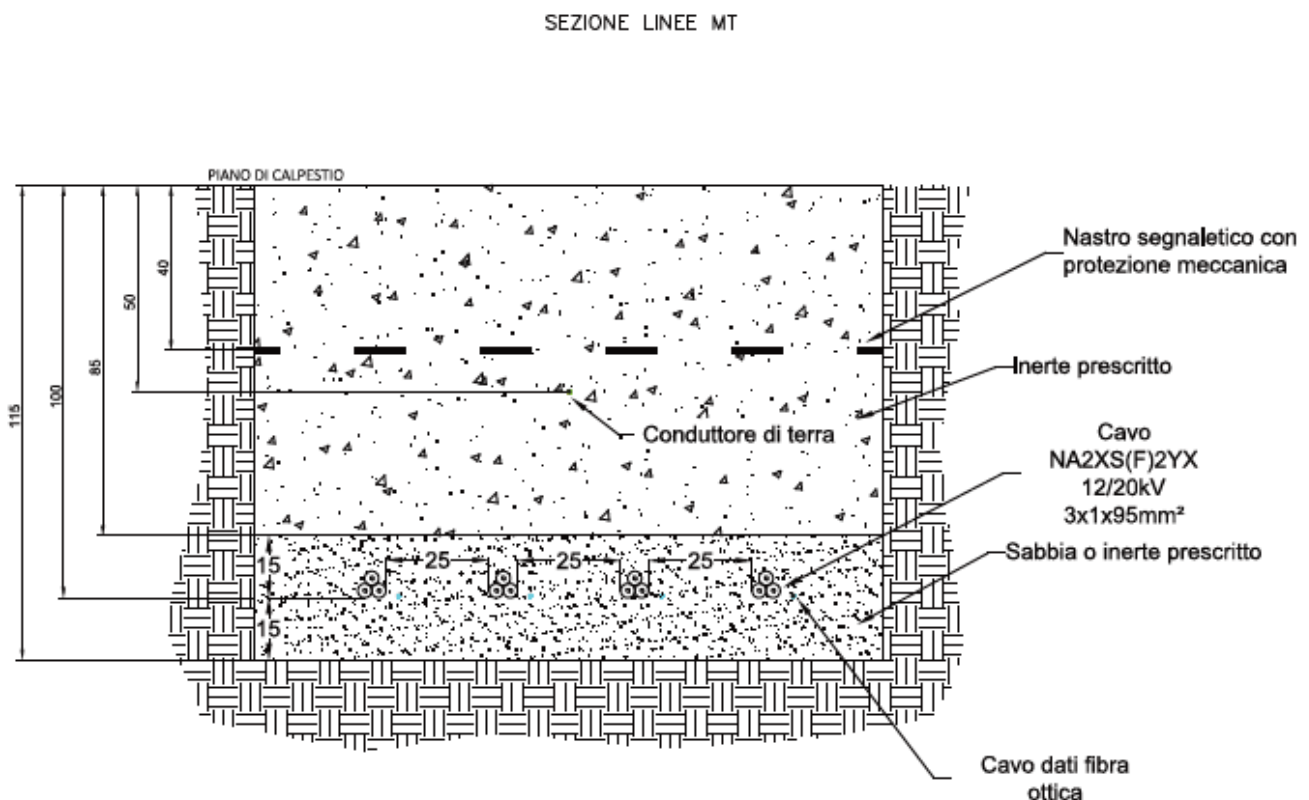 SEZIONE LINEE MT
PIANO DI CALPESTIO
Nastro segnaletico con
protezione meccanica
40
50
85
100
115
Inerte prescritto
Conduttore di terra
Cavo
NA2XS(F)2YX
12/20kV
3x1x95mm²
Sabbia o inerte prescritto
15
25
25
25
15
Cavo dati fibra
ottica